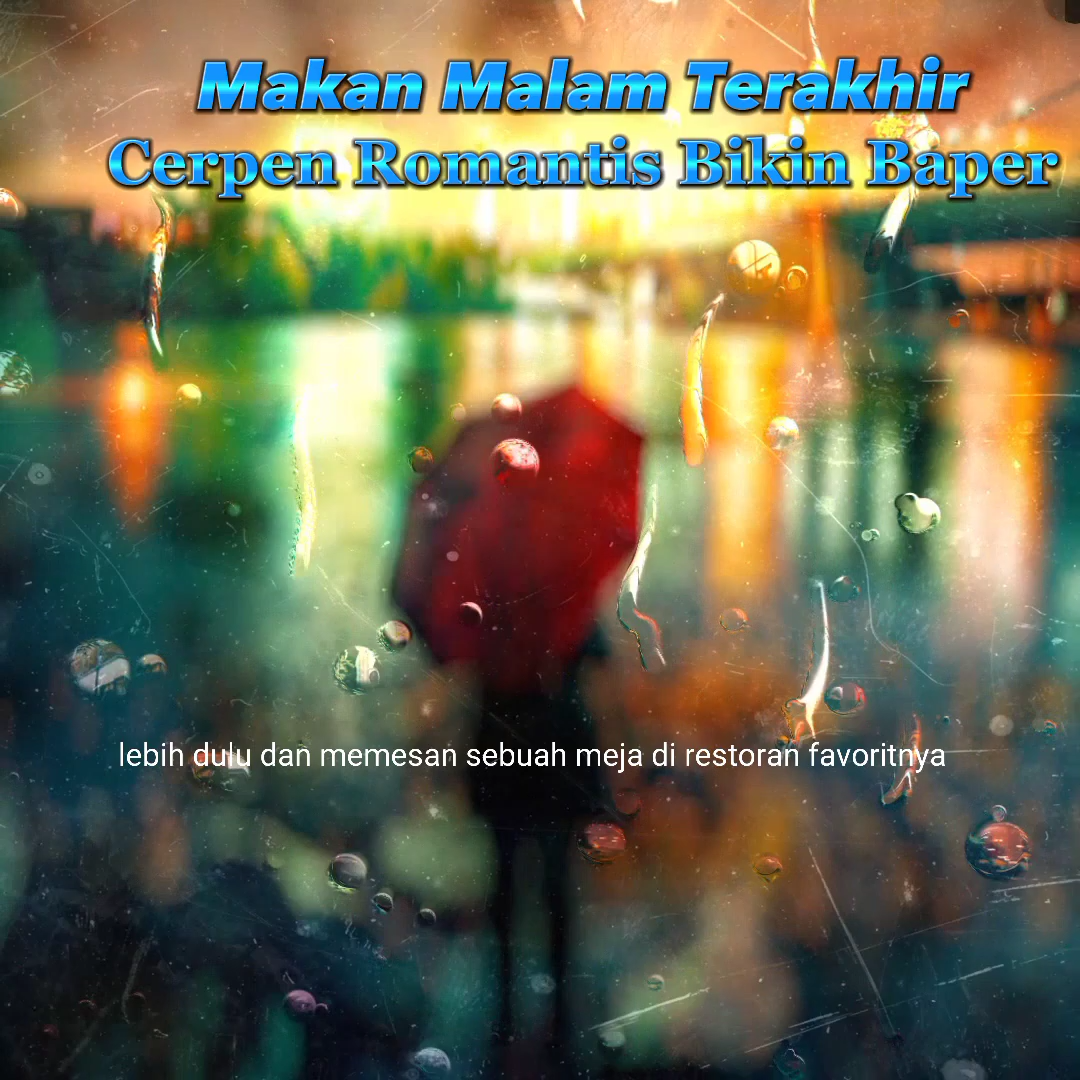 Makan Malam Terakhir
Cerpen Romantis Bikin Baper
lebih dulu dan memesan sebuah meja di restoran favoritnya